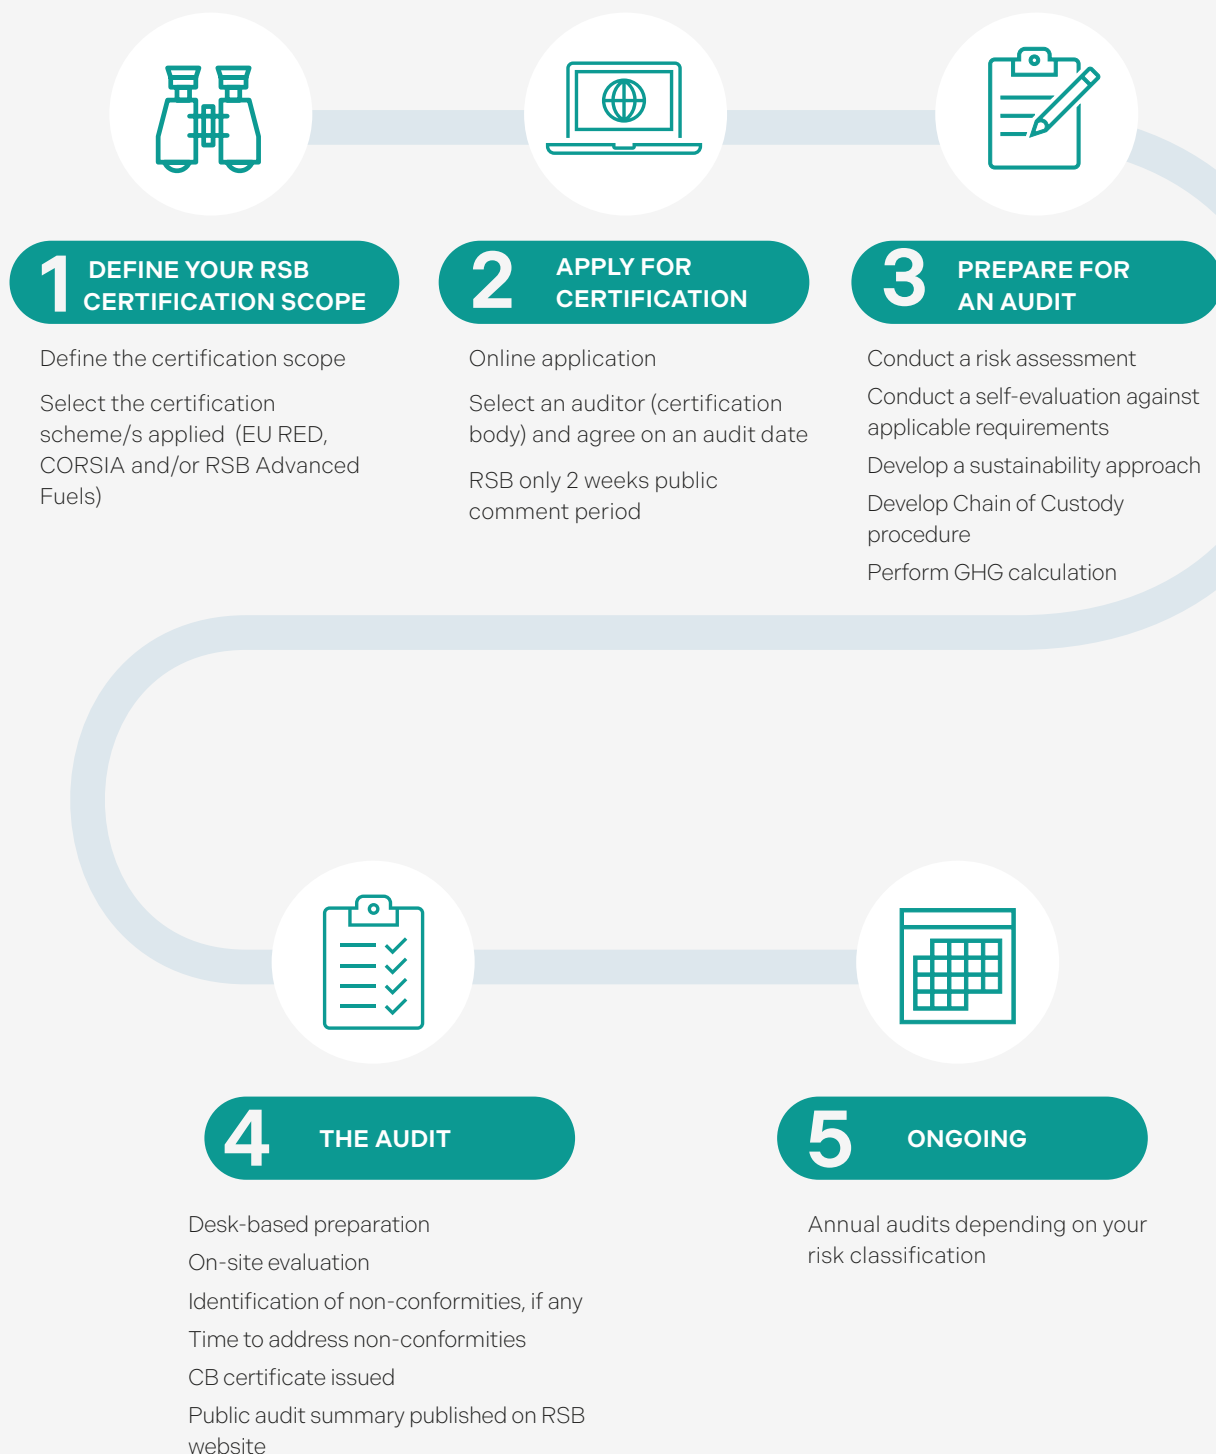 1 DEFINE YOUR RSB
CERTIFICATION SCOPE
Define the certification scope
Select the certification
scheme/s applied (EU RED,
CORSIA and/or RSB Advanced
Fuels)
2 APPLY FOR
CERTIFICATION
Online application
Select an auditor (certification
body) and agree on an audit date
RSB only 2 weeks public
comment period
3 PREPARE FOR
AN AUDIT
Conduct a risk assessment
Conduct a self-evaluation against
applicable requirements
Develop a sustainability approach
Develop Chain of Custody
procedure
Perform GHG calculation
4 THE AUDIT
Desk-based preparation
On-site evaluation
Identification of non-conformities, if any
Time to address non-conformities
CB certificate issued
Public audit summary published on RSB
website
5 ONGOING
Annual audits depending on your
risk classification